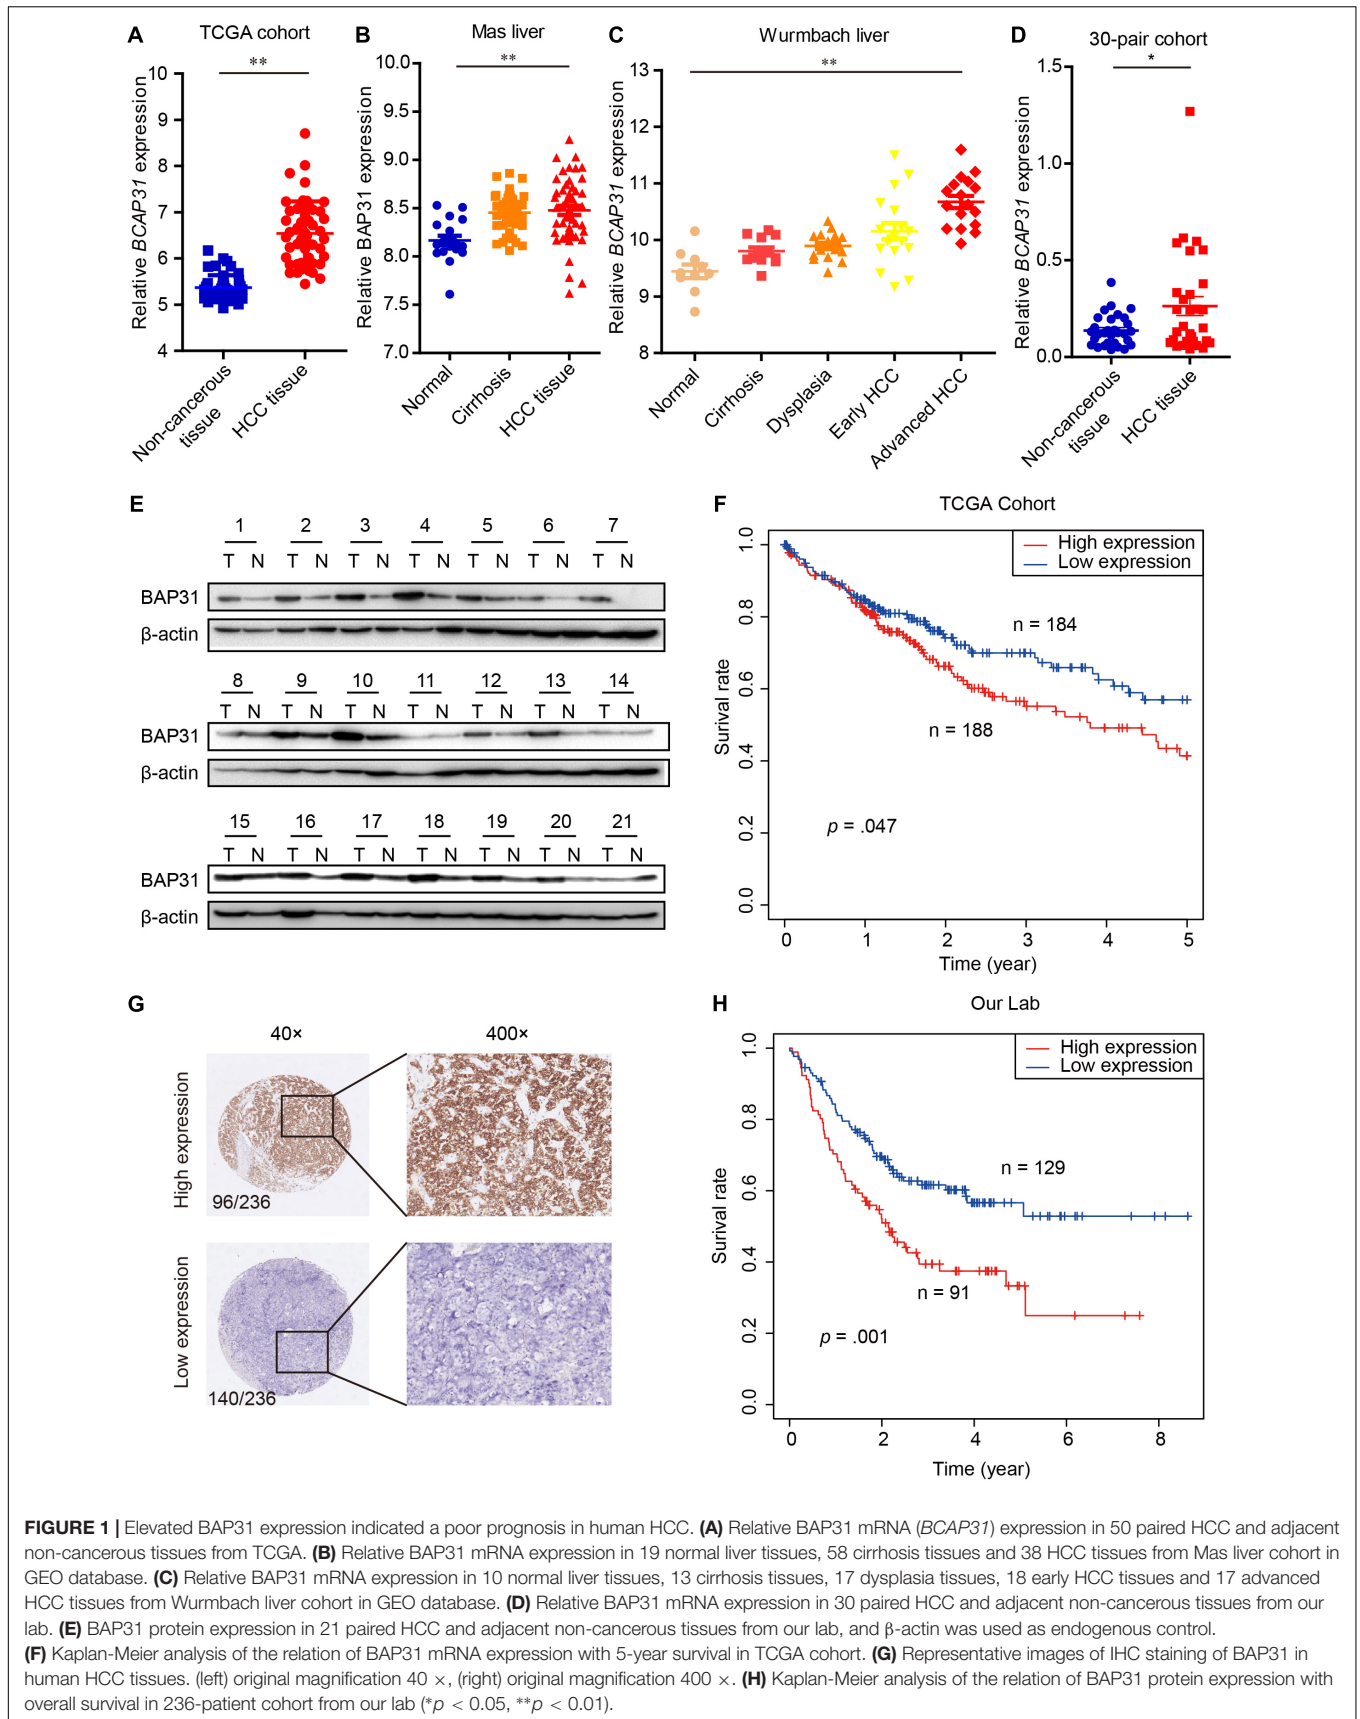 A
TCGA cohort
**
Relative BCAP31 expression
10
9
8
7
6
5
4
Non-cancerous
tissue
HCC tissue
B
Mas liver
**
Relative BAP31 expression
10.0
9.5
9.0
8.5
8.0
7.5
7.0
Normal
Cirrhosis
HCC tissue
C
Wurmbach liver
**
Relative BCAP31 expression
13
12
11
10
9
8
Normal
Cirrhosis
Dysplasia
Early HCC
Advanced HCC
D
30-pair cohort
*
Relative BCAP31 expression
1.5
1.0
0.5
0.0
Non-cancerous
tissue
HCC tissue
E
1 2 3 4 5 6 7
T N T N T N T N T N T N T N
BAP31
β-actin
8 9 10 11 12 13 14
T N T N T N T N T N T N T N
BAP31
β-actin
15 16 17 18 19 20 21
T N T N T N T N T N T N T N
BAP31
β-actin
F
TCGA Cohort
High expression
Low expression
n = 184
n = 188
p = .047
Surival rate
1.0
0.8
0.6
0.4
0.2
0.0
0 1 2 3 4 5
Time (year)
G
40×
400×
High expression
96/236
Low expression
140/236
H
Our Lab
High expression
Low expression
n = 129
n = 91
p = .001
Surival rate
1.0
0.8
0.6
0.4
0.2
0.0
0 2 4 6 8
Time (year)
FIGURE 1 | Elevated BAP31 expression indicated a poor prognosis in human HCC. (A) Relative BAP31 mRNA (BCAP31) expression in 50 paired HCC and adjacent
non-cancerous tissues from TCGA. (B) Relative BAP31 mRNA expression in 19 normal liver tissues, 58 cirrhosis tissues and 38 HCC tissues from Mas liver cohort in
GEO database. (C) Relative BAP31 mRNA expression in 10 normal liver tissues, 13 cirrhosis tissues, 17 dysplasia tissues, 18 early HCC tissues and 17 advanced
HCC tissues from Wurmbach liver cohort in GEO database. (D) Relative BAP31 mRNA expression in 30 paired HCC and adjacent non-cancerous tissues from our
lab. (E) BAP31 protein expression in 21 paired HCC and adjacent non-cancerous tissues from our lab, and β-actin was used as endogenous control.
(F) Kaplan-Meier analysis of the relation of BAP31 mRNA expression with 5-year survival in TCGA cohort. (G) Representative images of IHC staining of BAP31 in
human HCC tissues. (left) original magnification 40 ×, (right) original magnification 400 ×. (H) Kaplan-Meier analysis of the relation of BAP31 protein expression with
overall survival in 236-patient cohort from our lab (*p < 0.05, **p < 0.01).